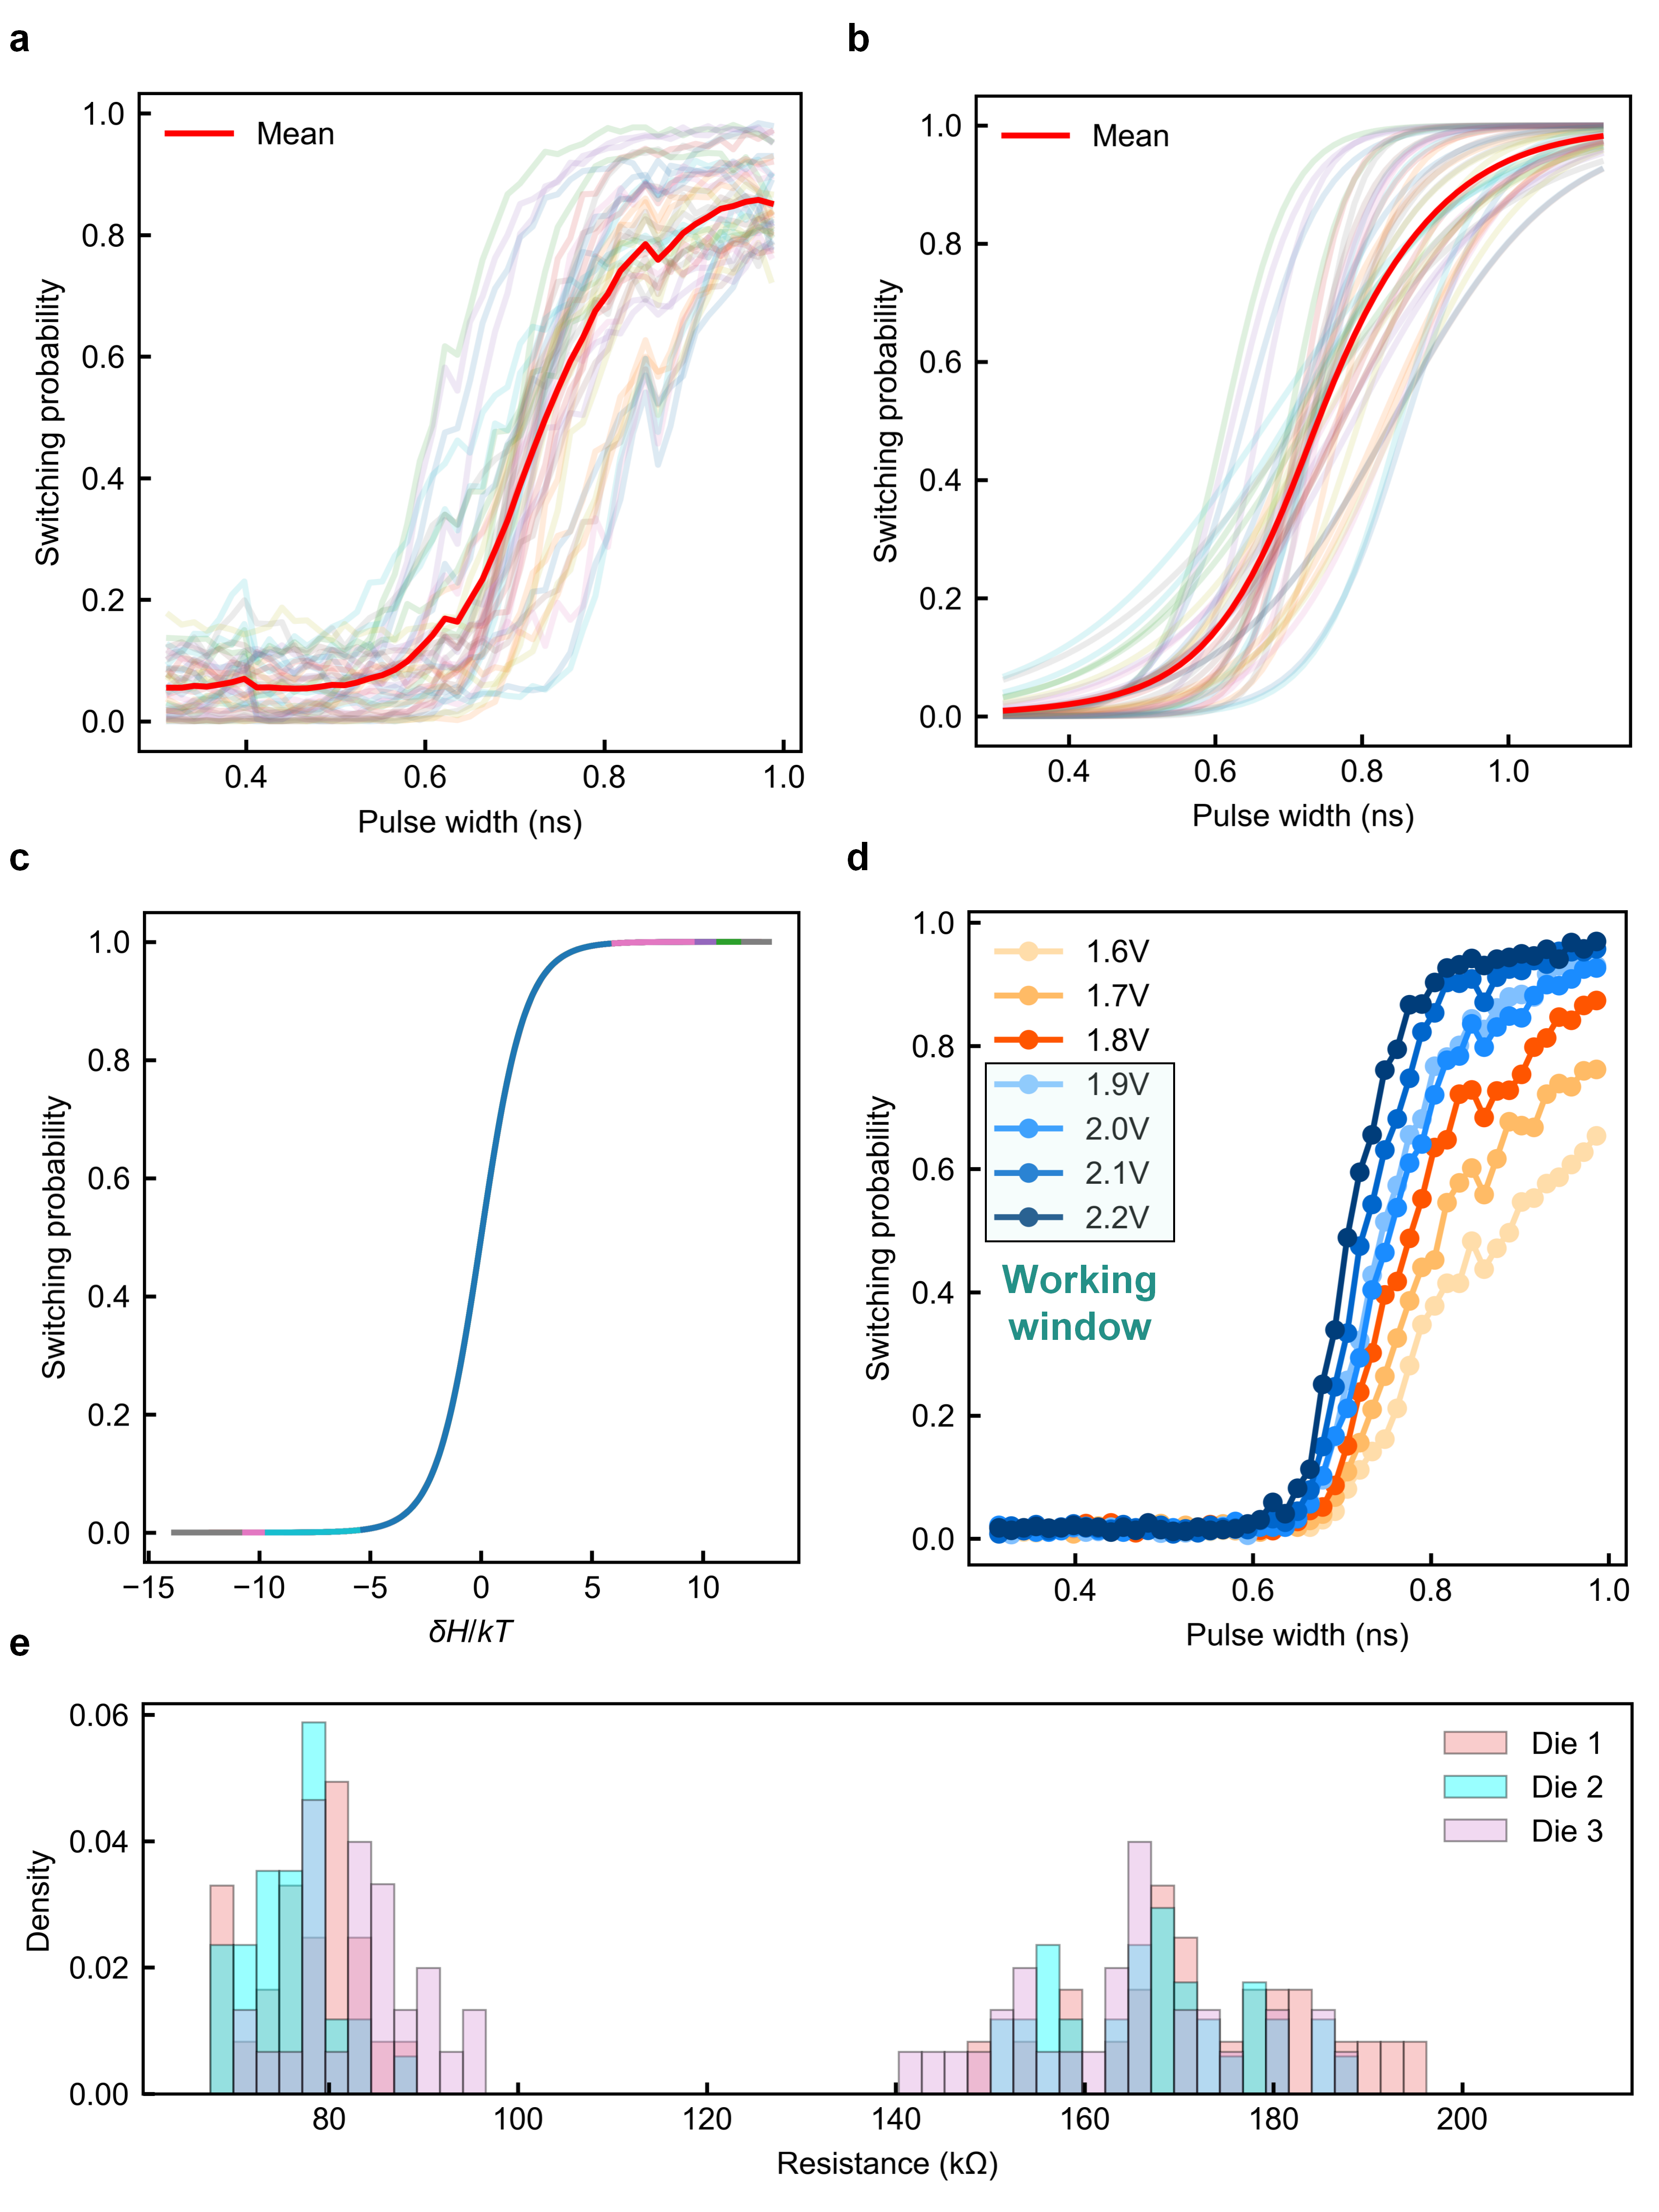 a
Mean
1.0
0.8
0.6
0.4
0.2
0.0
Switching probability
0.4 0.6 0.8 1.0
Pulse width (ns)
b
Mean
1.0
0.8
0.6
0.4
0.2
0.0
Switching probability
0.4 0.6 0.8 1.0
Pulse width (ns)
c
1.0
0.8
0.6
0.4
0.2
0.0
Switching probability
−15 −10 −5 0 5 10
δH/kT
d
1.0
0.8
0.6
0.4
0.2
0.0
Switching probability
1.6V
1.7V
1.8V
1.9V
2.0V
2.1V
2.2V
Working
window
0.4 0.6 0.8 1.0
Pulse width (ns)
e
0.06
0.04
0.02
0.00
Density
Die 1
Die 2
Die 3
80 100 120 140 160 180 200
Resistance (kΩ)